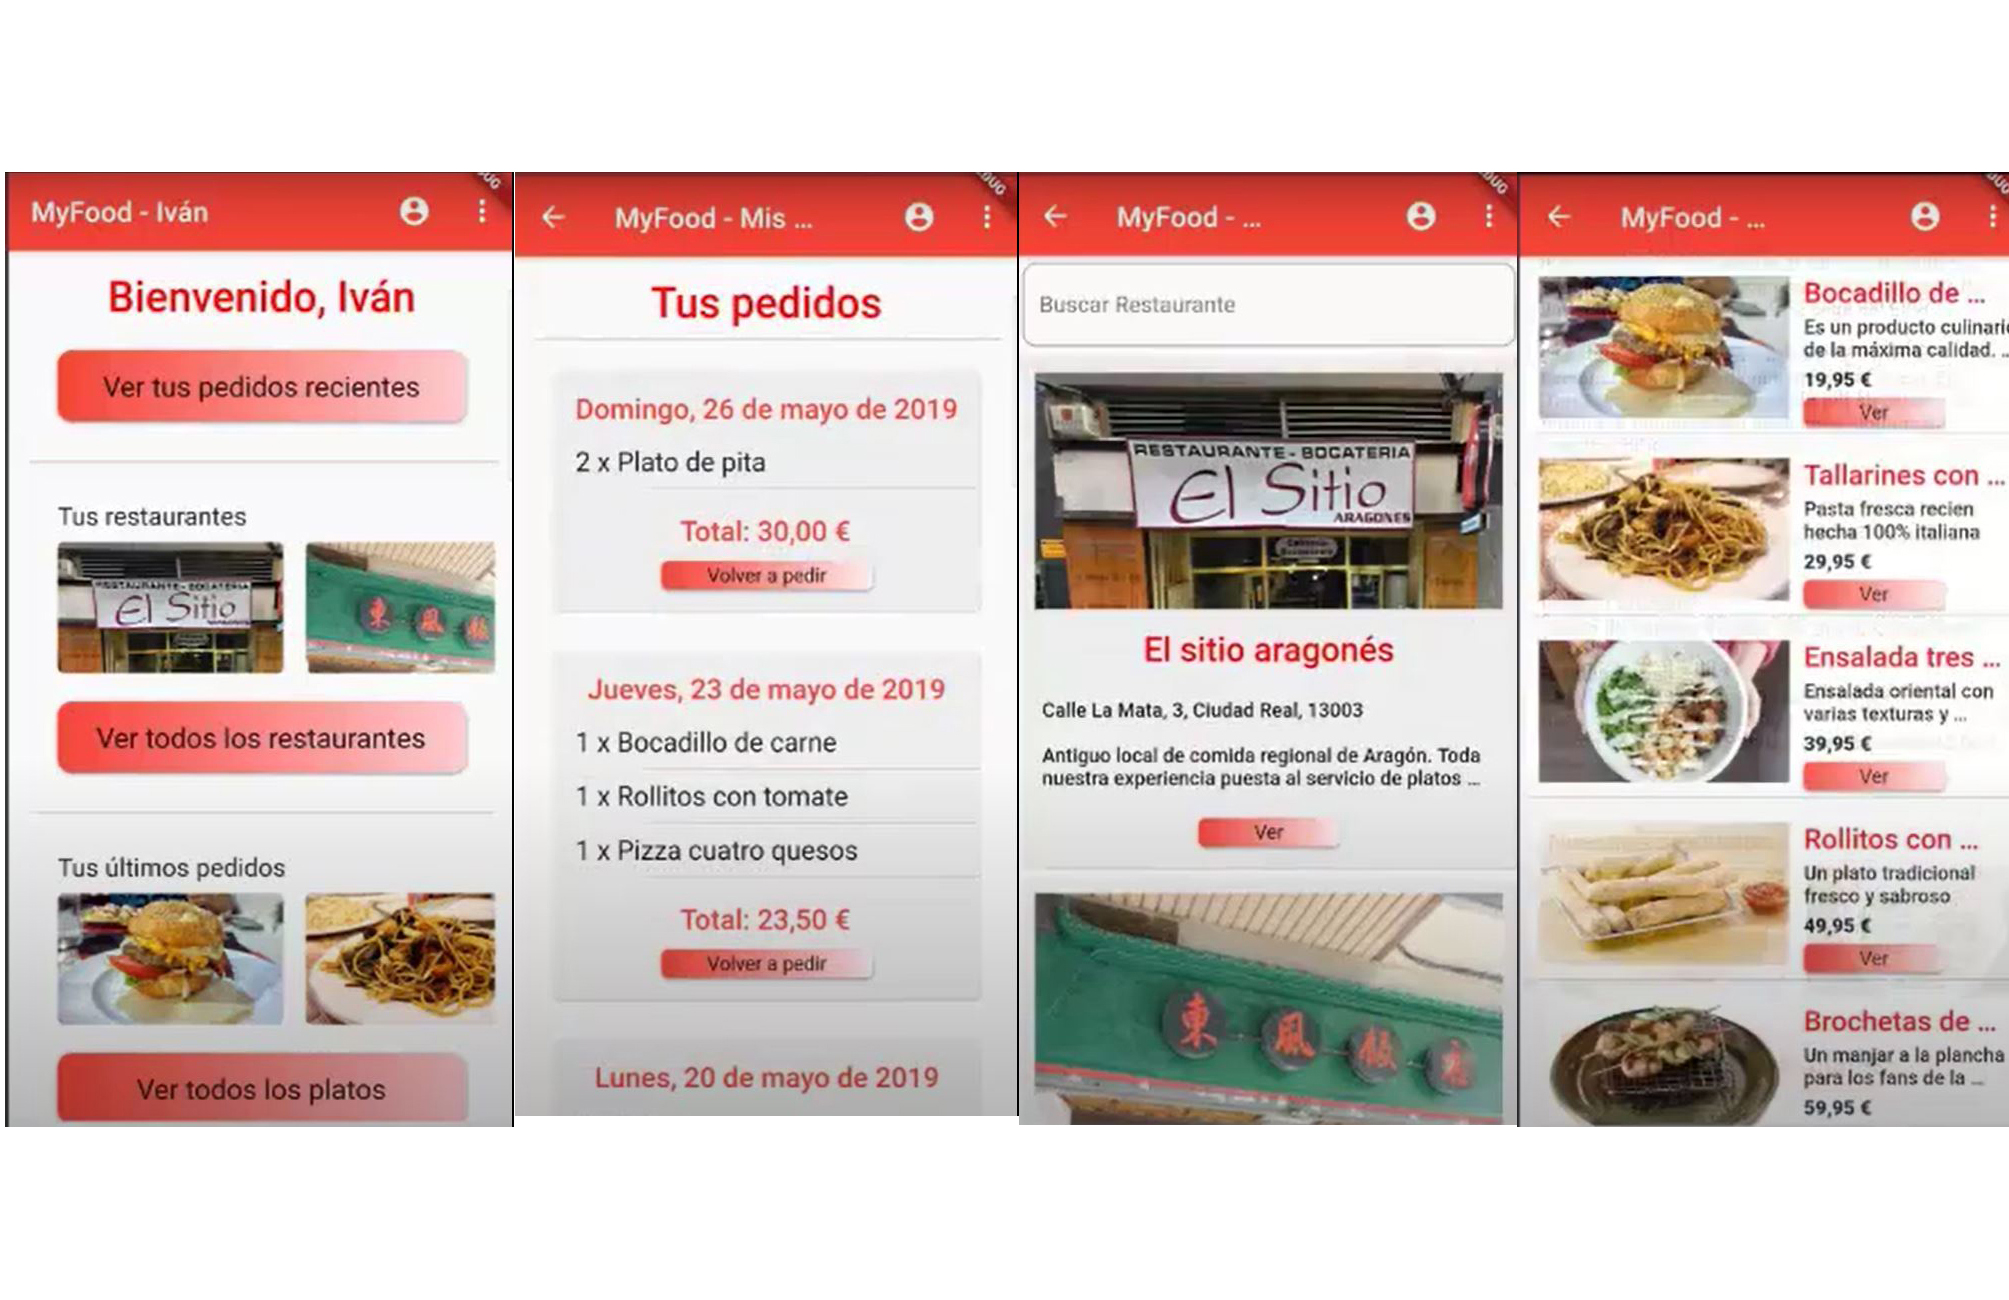 MyFood - Iván
Bienvenido, Iván
Ver tus pedidos recientes
Tus restaurantes
RESTAURANTE - BOCATERIA
El Sitio
ARAGONES
東 風 飯
Ver todos los restaurantes
Tus últimos pedidos
Ver todos los platos
MyFood - Mis ...
Tus pedidos
Domingo, 26 de mayo de 2019
2 x Plato de pita
Total: 30,00 €
Volver a pedir
Jueves, 23 de mayo de 2019
1 x Bocadillo de carne
1 x Rollitos con tomate
1 x Pizza cuatro quesos
Total: 23,50 €
Volver a pedir
Lunes, 20 de mayo de 2019
MyFood - ...
Buscar Restaurante
RESTAURANTE - BOCATERIA
El Sitio
ARAGONES
El sitio aragonés
Calle La Mata, 3, Ciudad Real, 13003
Antiguo local de comida regional de Aragón. Toda
nuestra experiencia puesta al servicio de platos ...
Ver
東 風 飯 店
MyFood - ...
Bocadillo de ...
Es un producto culinario
de la máxima calidad. ...
19,95 €
Ver
Tallarines con ...
Pasta fresca recien
hecha 100% italiana
29,95 €
Ver
Ensalada tres ...
Ensalada oriental con
varias texturas y ...
39,95 €
Ver
Rollitos con ...
Un plato tradicional
fresco y sabroso
49,95 €
Ver
Brochetas de ...
Un manjar a la plancha
para los fans de la ...
59,95 €